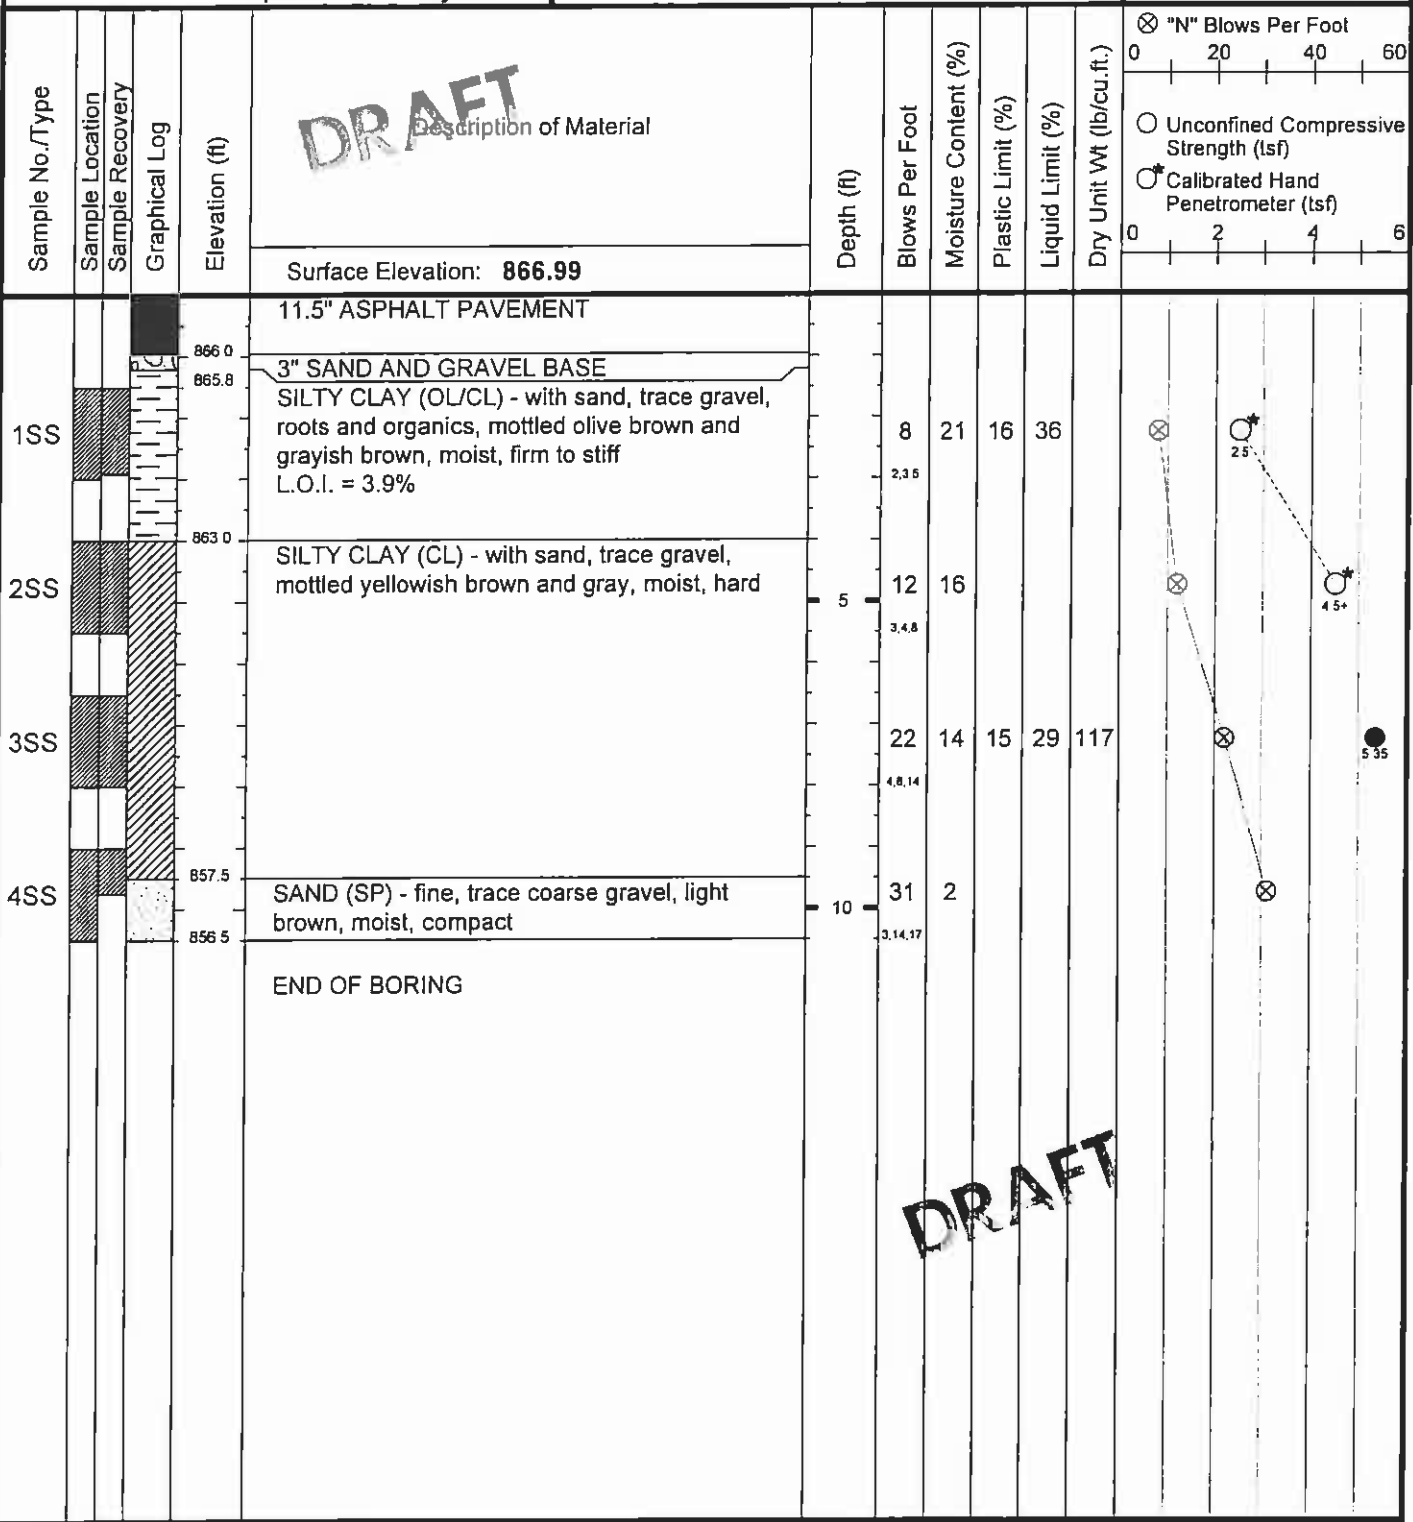 Sample No./Type
Sample Location
Sample Recovery
Graphical Log
Elevation (ft)
DRAFT
Description of Material
Surface Elevation: 866.99
Depth (ft)
Blows Per Foot
Moisture Content (%)
Plastic Limit (%)
Liquid Limit (%)
Dry Unit Wt (lb/cu.ft.)
⊗ "N" Blows Per Foot
0 20 40 60
○ Unconfined Compressive
Strength (tsf)
○* Calibrated Hand
Penetrometer (tsf)
0 2 4 6
11.5" ASPHALT PAVEMENT
866 0
3" SAND AND GRAVEL BASE
865.8
SILTY CLAY (OL/CL) - with sand, trace gravel,
roots and organics, mottled olive brown and
grayish brown, moist, firm to stiff
L.O.I. = 3.9%
1SS
8 21 16 36
2,3 5
2 5
863 0
SILTY CLAY (CL) - with sand, trace gravel,
mottled yellowish brown and gray, moist, hard
2SS
5
12 16
3,4,8
4 5+
3SS
22 14 15 29 117
4,8,14
5 35
857.5
SAND (SP) - fine, trace coarse gravel, light
brown, moist, compact
4SS
10
31 2
3,14,17
856 5
END OF BORING
DRAFT